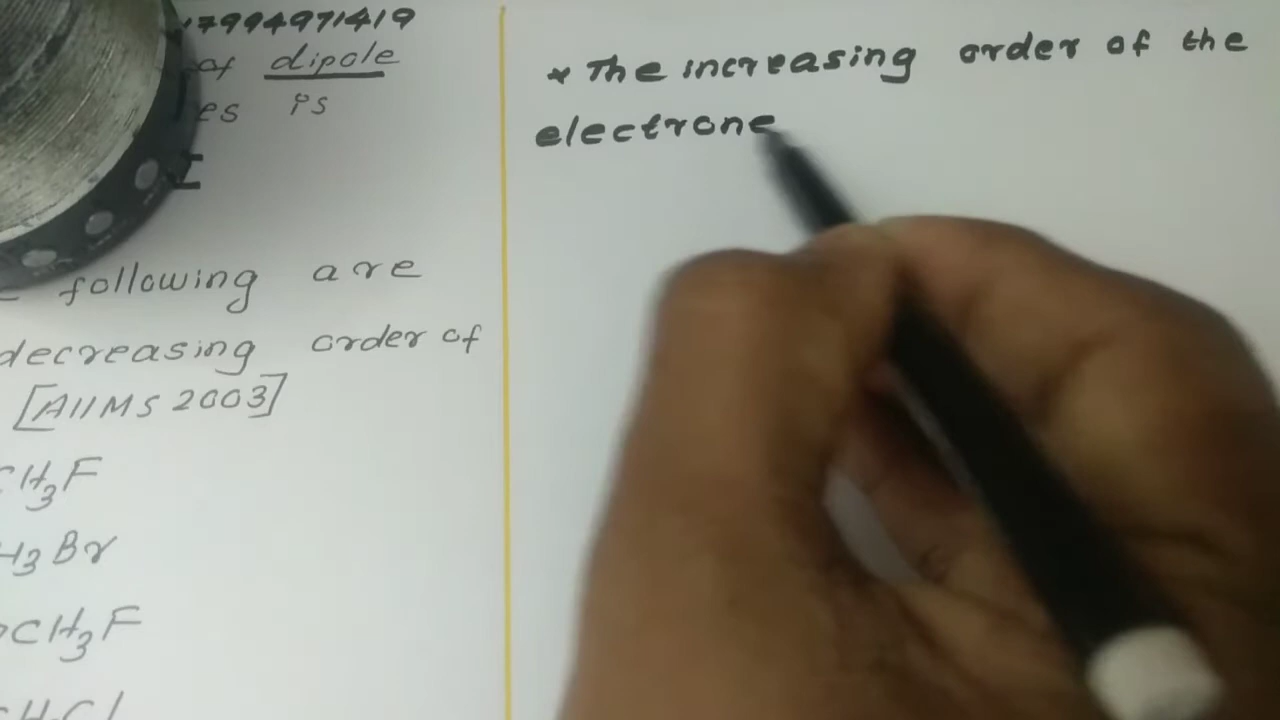 17994971419
of dipole
es is
following are
decreasing order of
[AIIMS 2003]
CH3F
H3Br
CH3F
* The increasing order of the
electrone